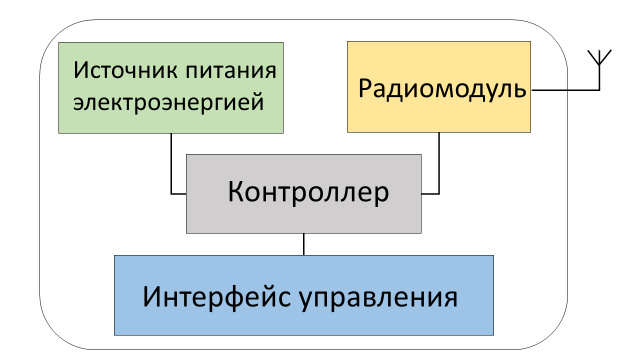 Источник питания
электроэнергией
Радиомодуль
Контроллер
Интерфейс управления